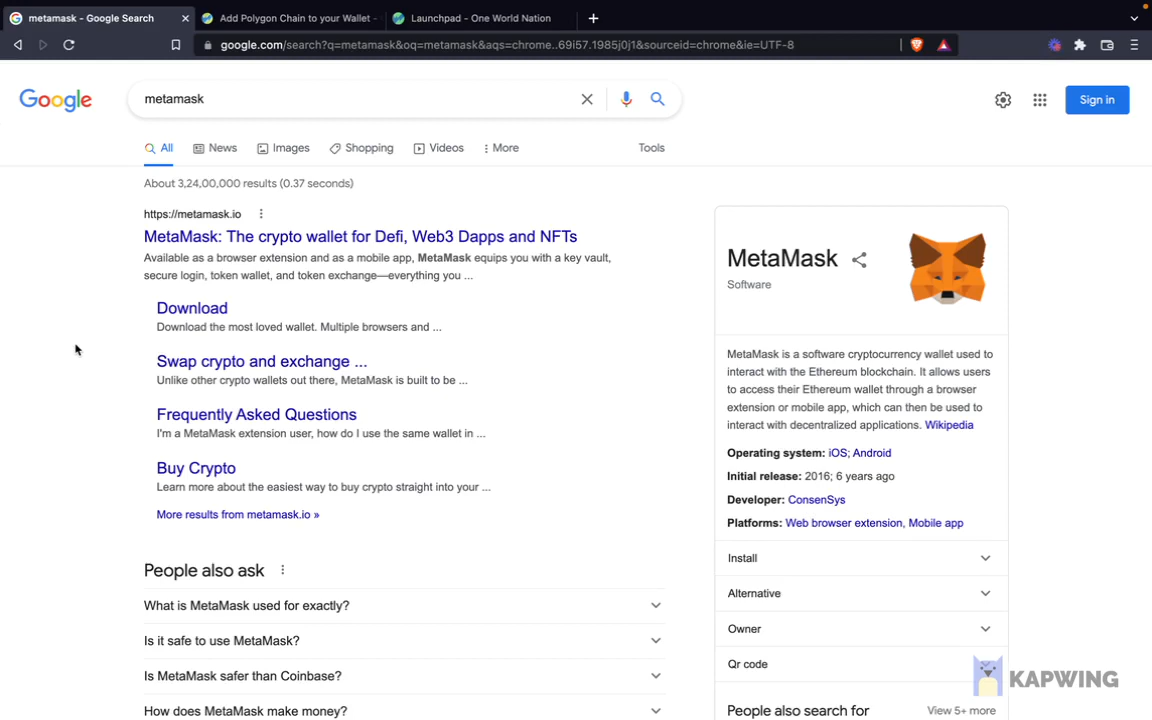 metamask - Google Search
Add Polygon Chain to your Wallet -
Launchpad - One World Nation
google.com/search?q=metamask&oq=metamask&aqs=chrome..69i57.1985j0j1&sourceid=chrome&ie=UTF-8
Google
metamask
Sign in
All
News
Images
Shopping
Videos
More
Tools
About 3,24,00,000 results (0.37 seconds)
https://metamask.io
MetaMask: The crypto wallet for Defi, Web3 Dapps and NFTs
Available as a browser extension and as a mobile app, MetaMask equips you with a key vault,
secure login, token wallet, and token exchange—everything you ...
Download
Download the most loved wallet. Multiple browsers and ...
Swap crypto and exchange ...
Unlike other crypto wallets out there, MetaMask is built to be ...
Frequently Asked Questions
I'm a MetaMask extension user, how do I use the same wallet in ...
Buy Crypto
Learn more about the easiest way to buy crypto straight into your ...
More results from metamask.io »
People also ask
What is MetaMask used for exactly?
Is it safe to use MetaMask?
Is MetaMask safer than Coinbase?
How does MetaMask make money?
MetaMask
Software
MetaMask is a software cryptocurrency wallet used to
interact with the Ethereum blockchain. It allows users
to access their Ethereum wallet through a browser
extension or mobile app, which can then be used to
interact with decentralized applications. Wikipedia
Operating system: iOS; Android
Initial release: 2016; 6 years ago
Developer: ConsenSys
Platforms: Web browser extension, Mobile app
Install
Alternative
Owner
Qr code
KAPWING
People also search for
View 5+ more